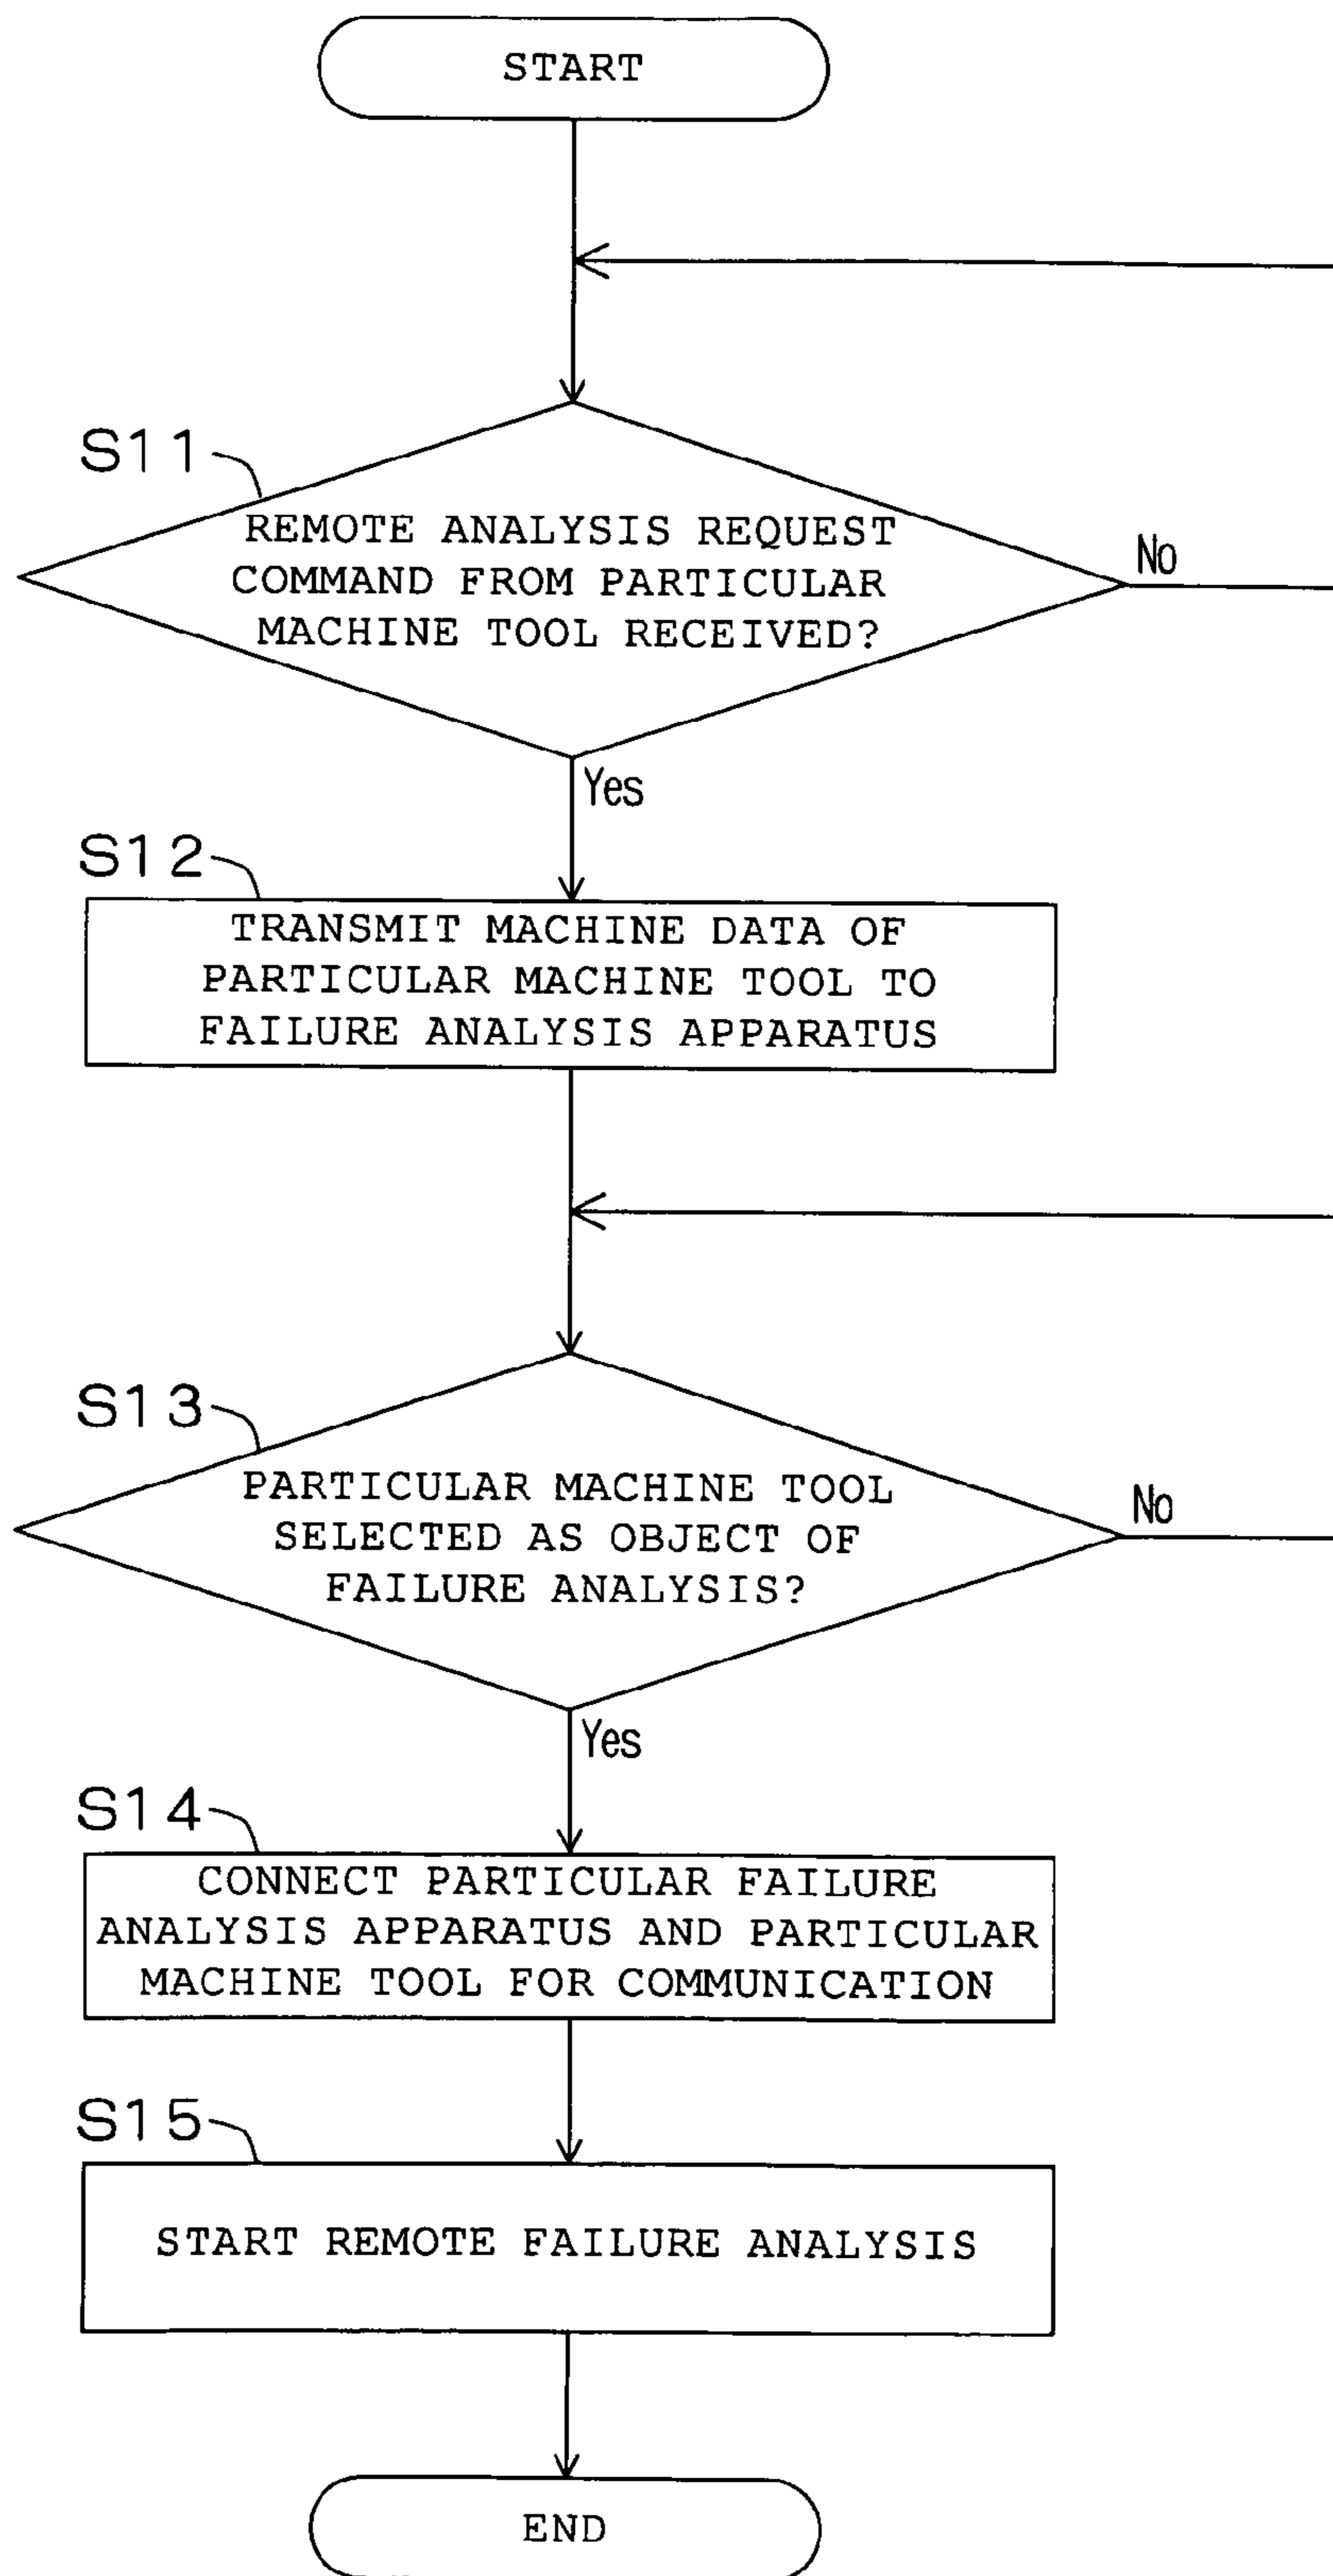 START
S11
REMOTE ANALYSIS REQUEST
COMMAND FROM PARTICULAR
MACHINE TOOL RECEIVED?
No
Yes
S12
TRANSMIT MACHINE DATA OF
PARTICULAR MACHINE TOOL TO
FAILURE ANALYSIS APPARATUS
S13
PARTICULAR MACHINE TOOL
SELECTED AS OBJECT OF
FAILURE ANALYSIS?
No
Yes
S14
CONNECT PARTICULAR FAILURE
ANALYSIS APPARATUS AND PARTICULAR
MACHINE TOOL FOR COMMUNICATION
S15
START REMOTE FAILURE ANALYSIS
END